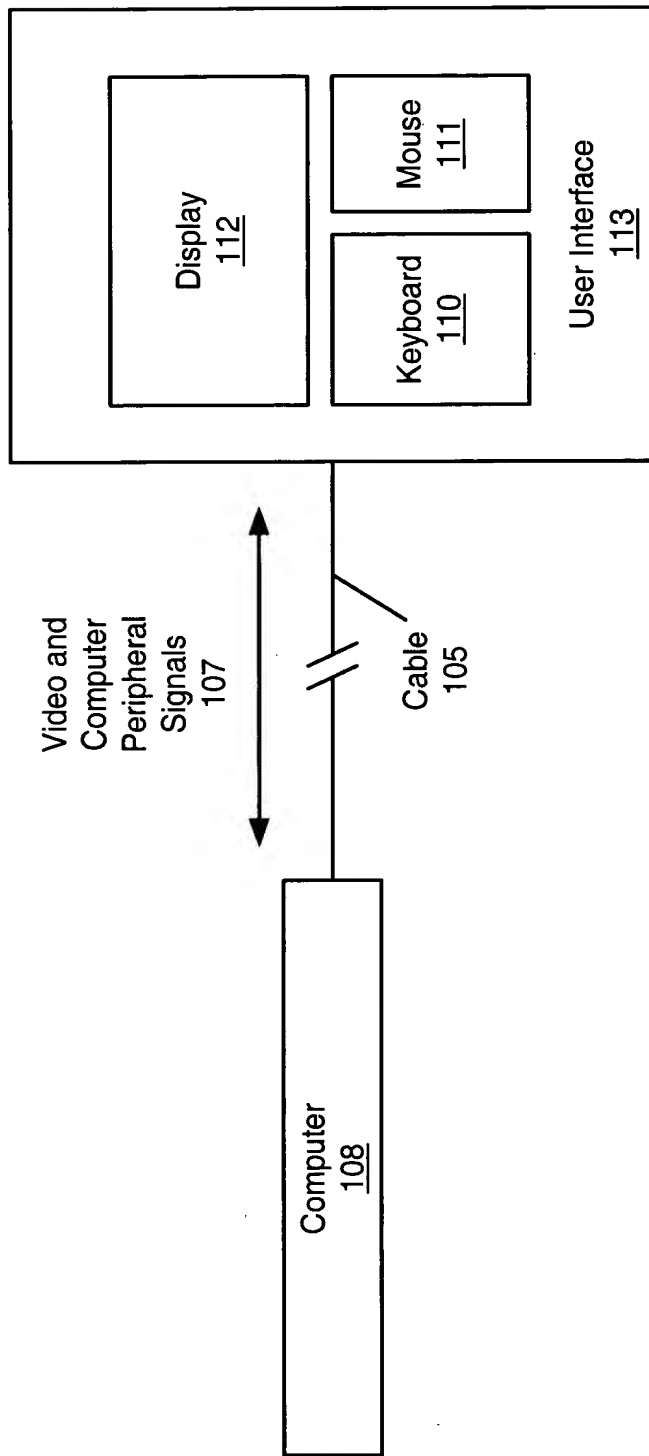 Computer
108
Video and
Computer
Peripheral
Signals
107
Cable
105
Display
112
Keyboard
110
Mouse
111
User Interface
113